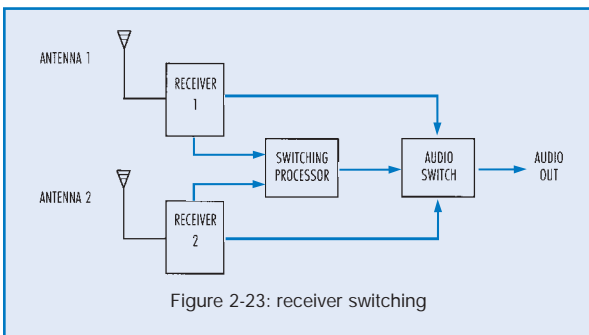 ANTENNA 1
RECEIVER
1
SWITCHING
PROCESSOR
AUDIO
SWITCH
AUDIO
OUT
ANTENNA 2
RECEIVER
2
Figure 2-23: receiver switching